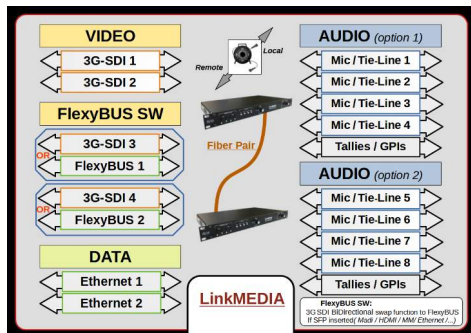 VIDEO
3G-SDI 1
3G-SDI 2
FlexyBUS SW
3G-SDI 3
OR
FlexyBUS 1
3G-SDI 4
OR
FlexyBUS 2
DATA
Ethernet 1
Ethernet 2
Local
Remote
Fiber Pair
LinkMEDIA
AUDIO (option 1)
Mic / Tie-Line 1
Mic / Tie-Line 2
Mic / Tie-Line 3
Mic / Tie-Line 4
Tallies / GPIs
AUDIO (option 2)
Mic / Tie-Line 5
Mic / Tie-Line 6
Mic / Tie-Line 7
Mic / Tie-Line 8
Tallies / GPIs
FlexyBUS SW:
3G SDI BiDirectional swap function to FlexyBUS
If SFP inserted( Madi / HDMI / MM/ Ethernet /...)